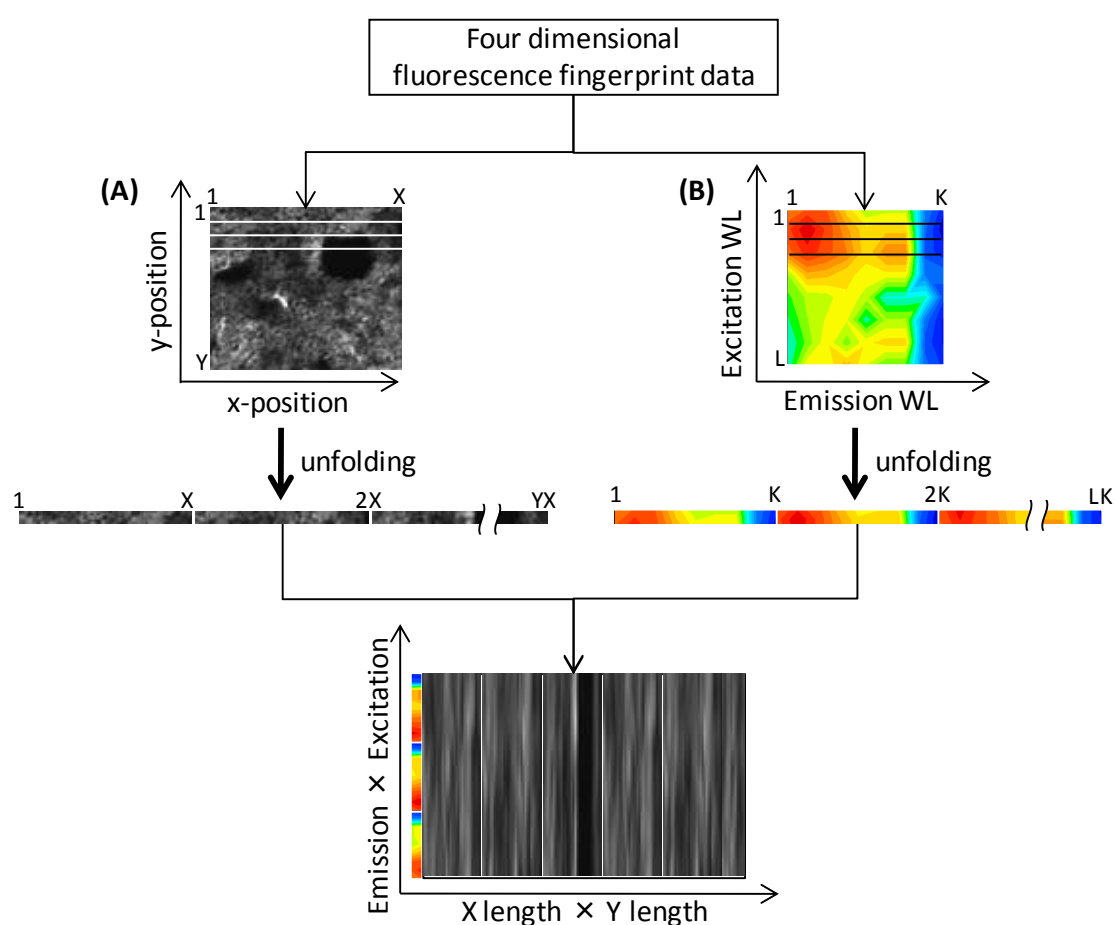 Four dimensional
fluorescence fingerprint data
(A)
1
X
1
y-position
Y
x-position
(B)
1
K
1
Excitation WL
L
Emission WL
unfolding
unfolding
1
X
2X
YX
1
K
2K
LK
Emission × Excitation
X length × Y length